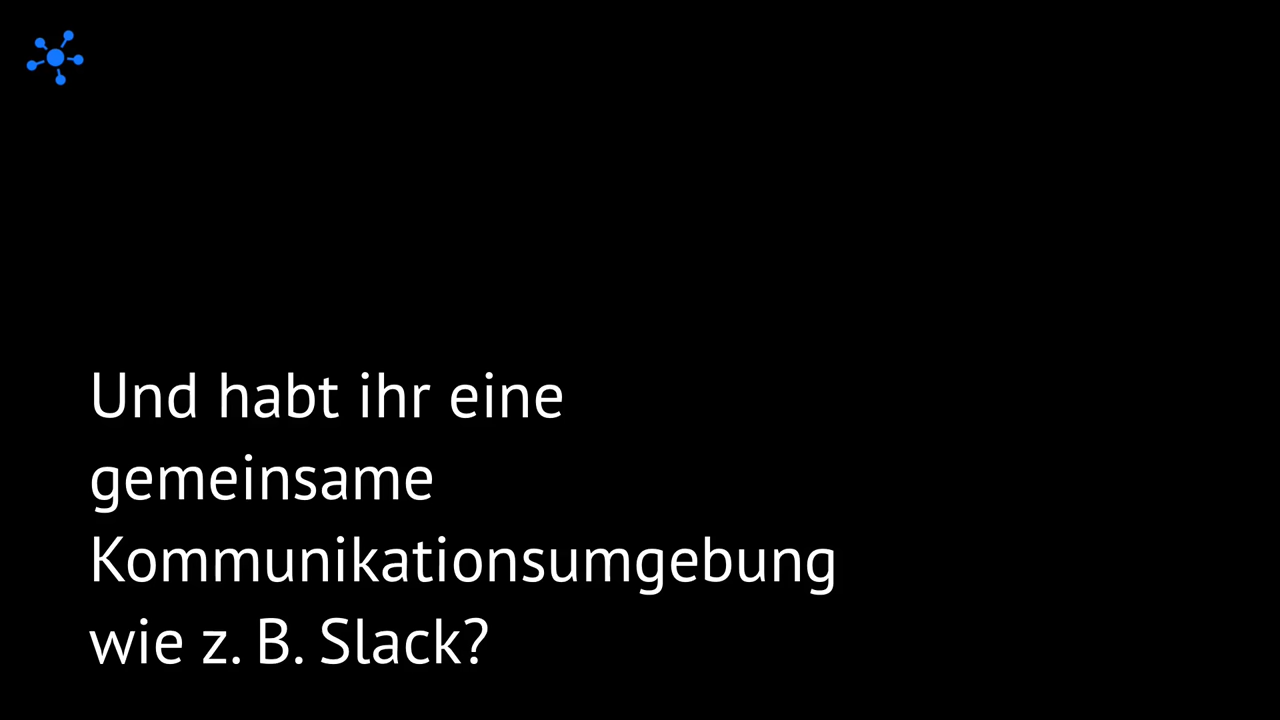 Und habt ihr eine
gemeinsame
Kommunikationsumgebung
wie z. B. Slack?